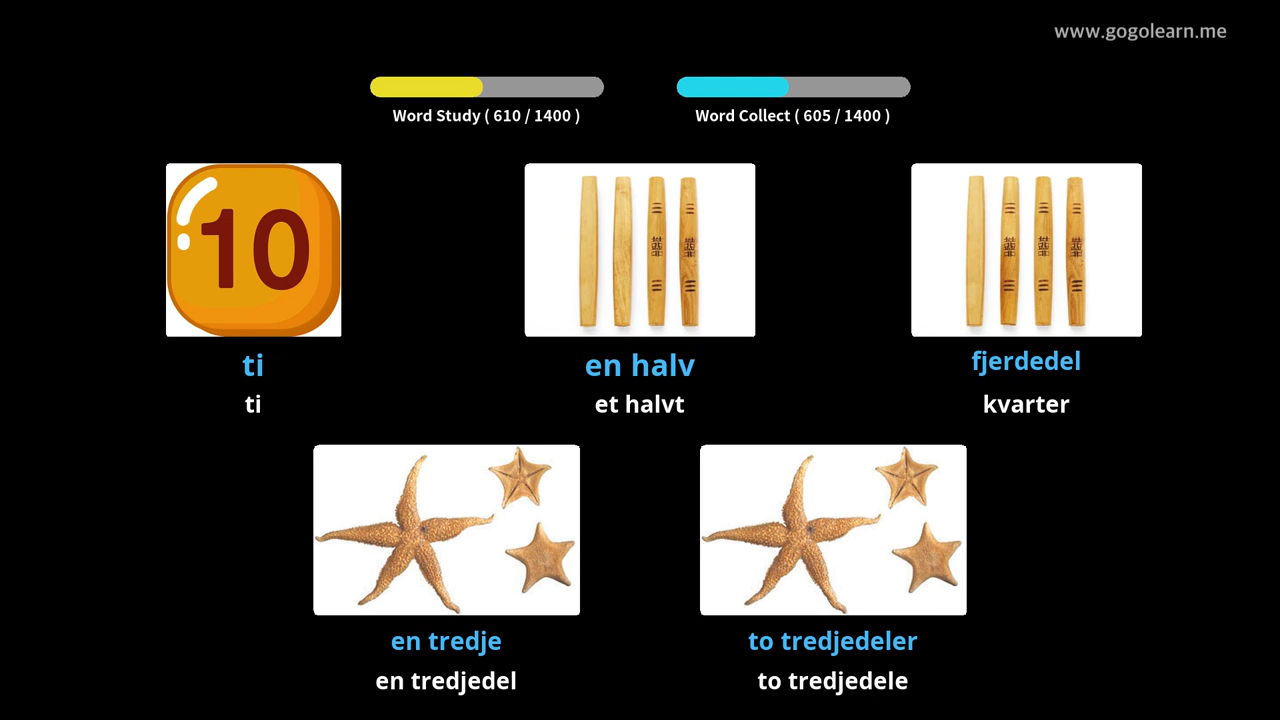 www.gogolearn.me
Word Study ( 610 / 1400 )
Word Collect ( 605 / 1400 )
10
ti
en halv
fjerdedel
ti
et halvt
kvarter
en tredje
to tredjedeler
en tredjedel
to tredjedele